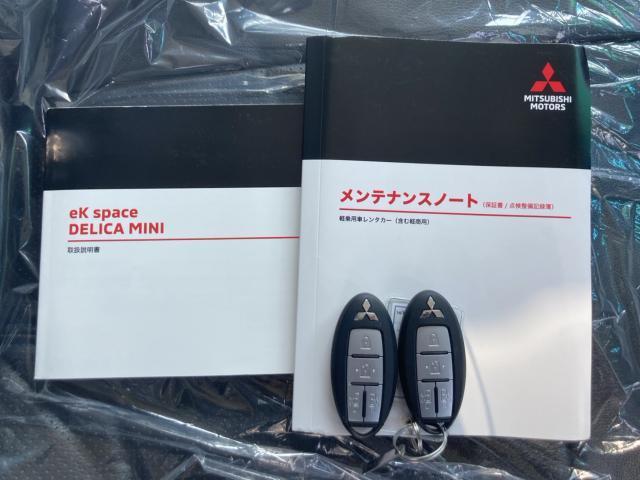 eK space
DELICA MINI
取扱説明書
MITSUBISHI
MOTORS
メンテナンスノート（保証書 / 点検整備記録簿）
軽乗用車レンタカー（含む軽商用）